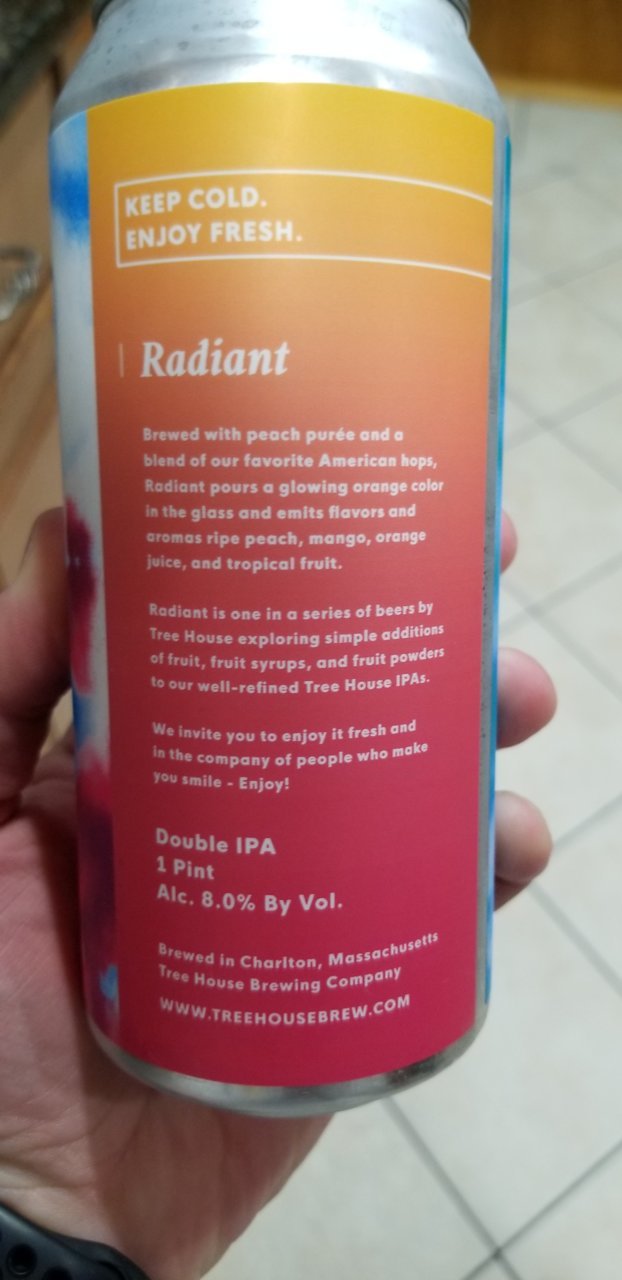 KEEP COLD.
ENJOY FRESH.
Radiant
Brewed with peach purée and a
blend of our favorite American hops,
Radiant pours a glowing orange color
in the glass and emits flavors and
aromas ripe peach, mango, orange
juice, and tropical fruit.
Radiant is one in a series of beers by
Tree House exploring simple additions
of fruit, fruit syrups, and fruit powders
to our well-refined Tree House IPAs.
We invite you to enjoy it fresh and
in the company of people who make
you smile - Enjoy!
Double IPA
1 Pint
Alc. 8.0% By Vol.
Brewed in Charlton, Massachusetts
Tree House Brewing Company
WWW.TREEHOUSEBREW.COM